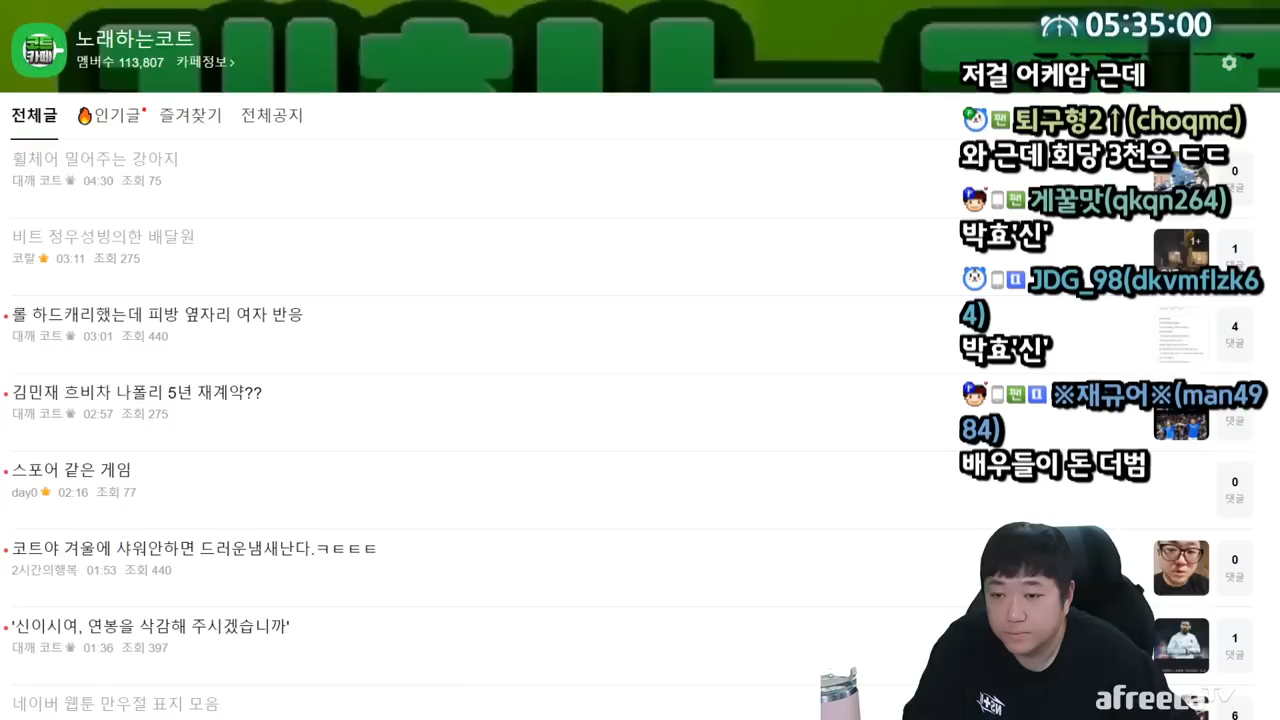 코트
카페
노래하는코트
멤버수 113,807 카페정보 ›
05:35:00
전체글 인기글 즐겨찾기 전체공지
휠체어 밀어주는 강아지
대깨 코트 04:30 조회 75
0
댓글
비트 정우성빙의한 배달원
코랄 03:11 조회 275
1+
1
롤 하드캐리했는데 피방 옆자리 여자 반응
대깨 코트 03:01 조회 440
4
댓글
김민재 흐비차 나폴리 5년 재계약??
대깨 코트 02:57 조회 275
댓글
스포어 같은 게임
day0 02:16 조회 77
0
댓글
코트야 겨울에 샤워안하면 드러운냄새난다.ㅋㅌㅌㅌ
2시간의행복 01:53 조회 440
0
댓글
'신이시여, 연봉을 삭감해 주시겠습니까'
대깨 코트 01:36 조회 397
1
댓글
네이버 웹툰 만우절 표지 모음
6
저걸 어케암 근데
퇴구형2↑(choqmc)
와 근데 회당 3천은 ㄷㄷ
게꿀맛(qkqn264)
박효'신'
JDG_98(dkvmflzk6
4)
박효'신'
※재규어※(man49
84)
배우들이 돈 더범
afreecaTV